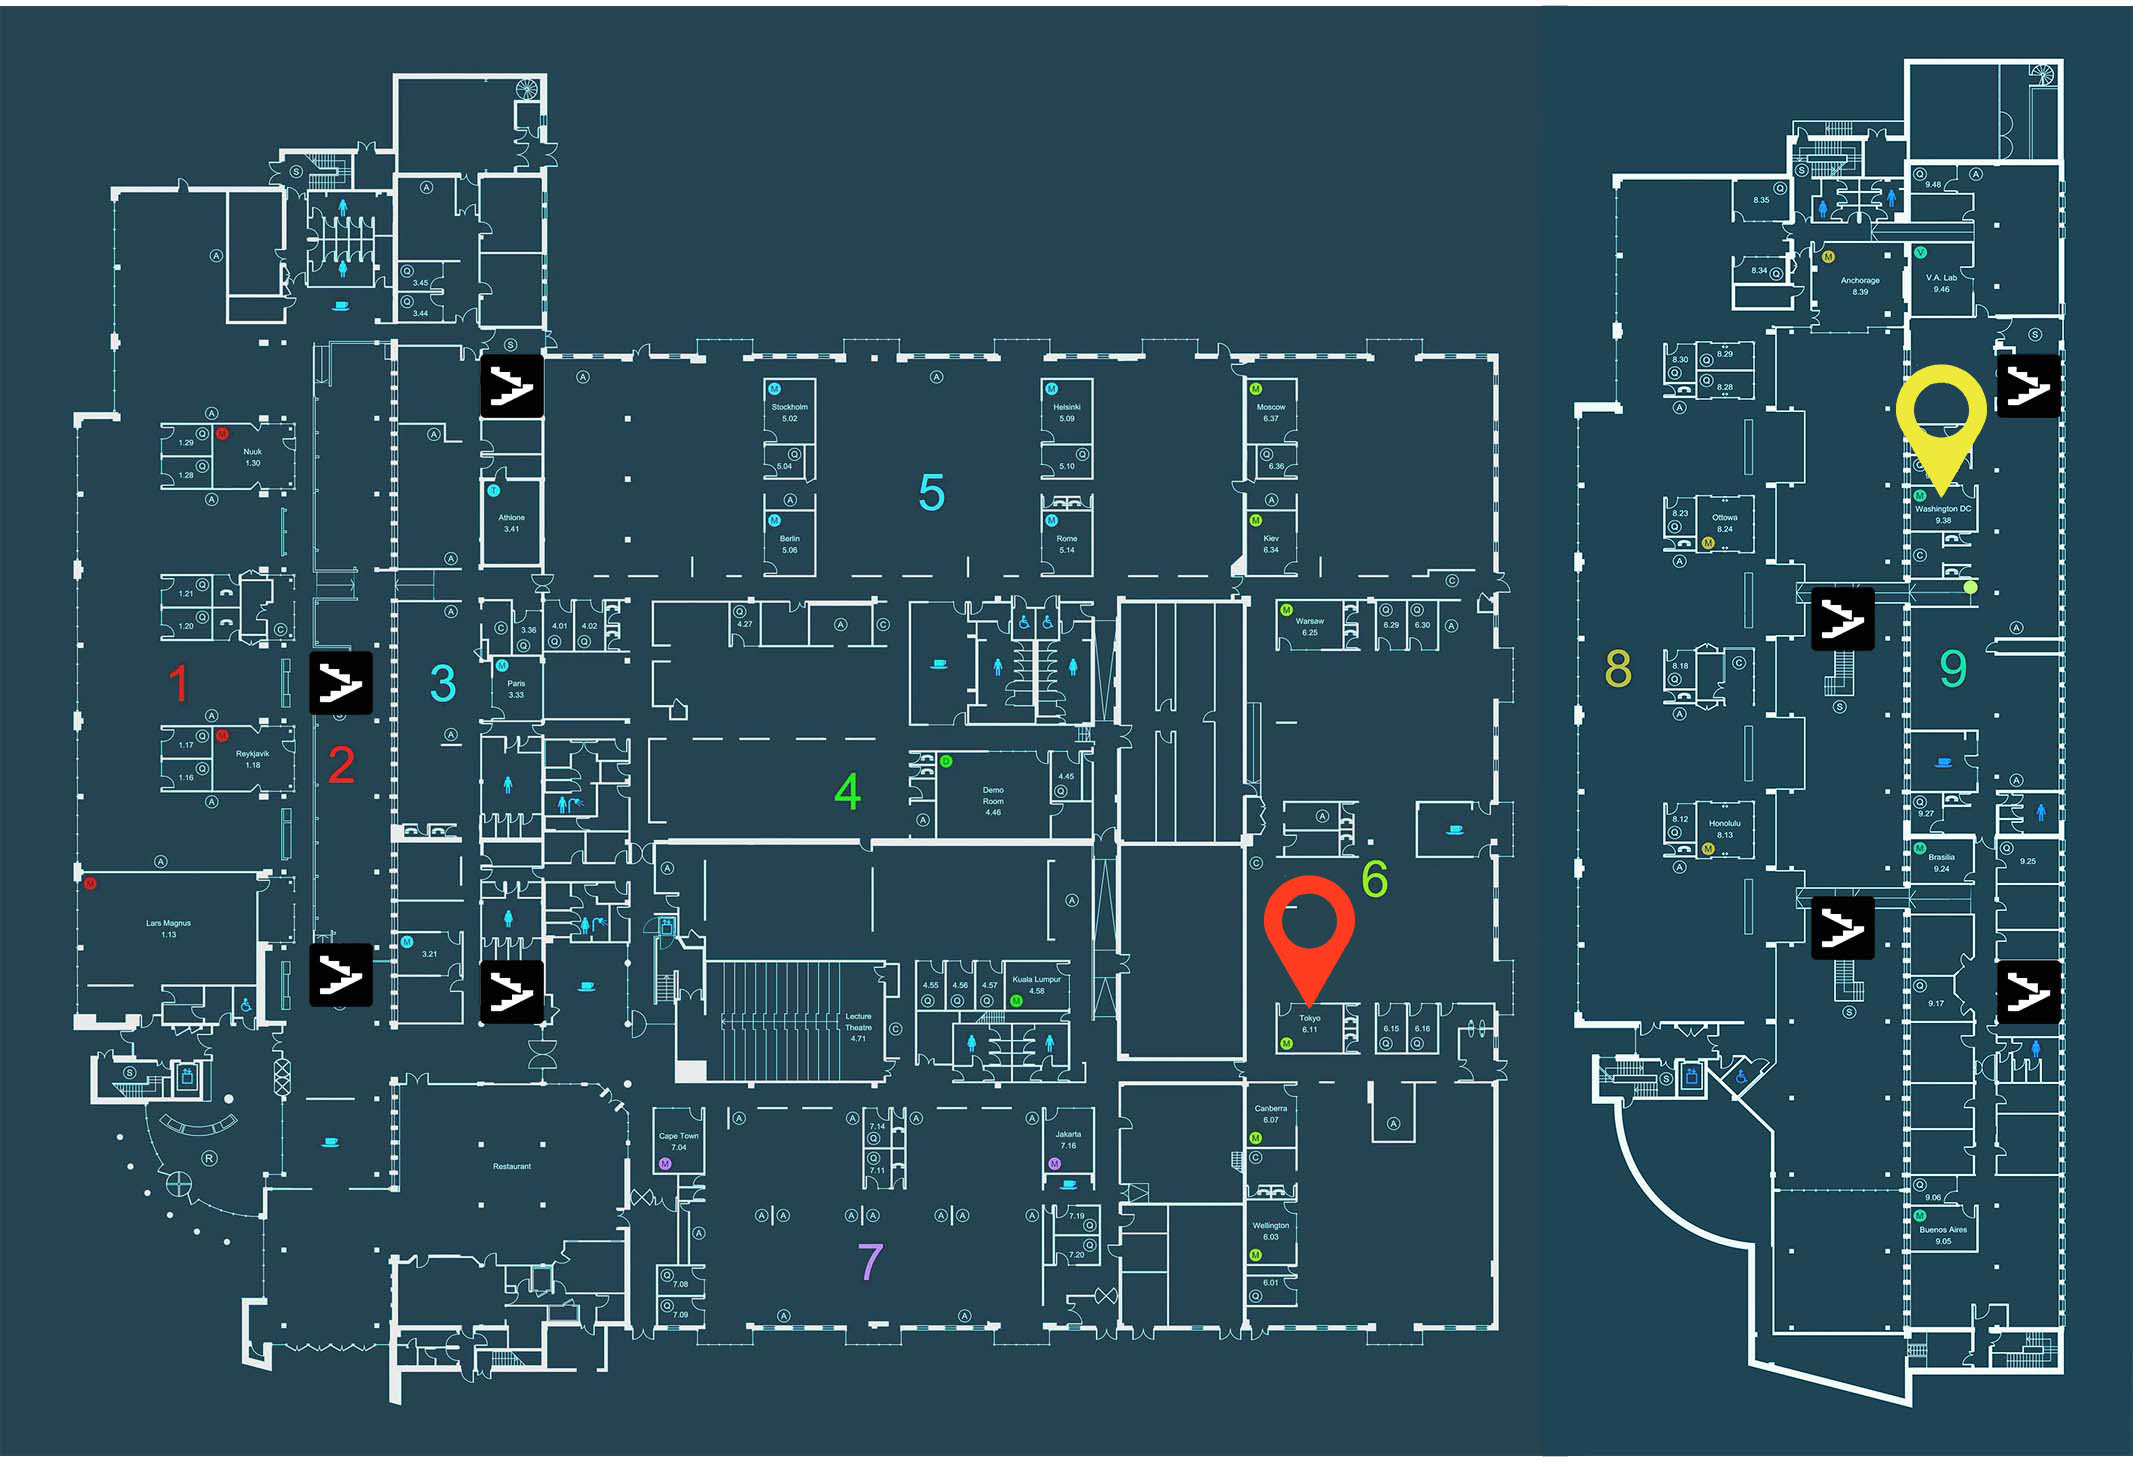 1
2
3
4
5
6
7
8
9
S
A
A
Q
3.45
Q
3.44
S
A
1.29
Q
M
1.28
Q
Nuuk
1.30
A
A
T
Athlone
3.41
A
A
M
Stockholm
5.02
Q
5.04
A
M
Berlin
5.06
A
M
Helsinki
5.09
Q
5.10
M
Rome
5.14
M
Moscow
6.37
Q
6.36
A
M
Kiev
6.34
C
1.21
Q
1.20
Q
C
A
C
3.36
Q
4.01
Q
4.02
Q
M
Paris
3.33
A
Q
4.27
A
C
M
Warsaw
6.25
Q
6.29
Q
6.30
A
A
1.17
Q
M
1.16
Q
Reykjavik
1.18
A
D
Demo
Room
4.46
4.45
Q
A
A
A
M
Lars Magnus
1.13
M
3.21
A
A
C
Lecture
Theatre
4.71
C
4.55
Q
4.56
Q
4.57
Q
Kuala Lumpur
4.58
M
Tokyo
6.11
M
6.15
Q
6.16
Q
S
R
Restaurant
Cape Town
7.04
M
A
A
7.14
Q
Q
7.11
A
A
Jakarta
7.16
M
Canberra
6.07
M
A
C
A
A
A
A
A
A
A
A
7.19
Q
7.20
Q
Wellington
6.03
M
Q
7.08
Q
7.09
A
A
6.01
Q
S
Q
8.35
Q
9.48
A
8.34
Q
M
Anchorage
8.39
V
V.A. Lab
9.46
S
8.30
Q
Q
8.29
Q
8.28
A
Q
M
Washington DC
9.38
8.23
Q
Ottowa
8.24
M
A
C
A
8.18
Q
C
A
S
A
8.12
Q
Honolulu
8.13
M
A
Q
9.27
M
Brasilia
9.24
Q
9.25
Q
9.17
S
S
Q
9.06
M
Buenos Aires
9.05